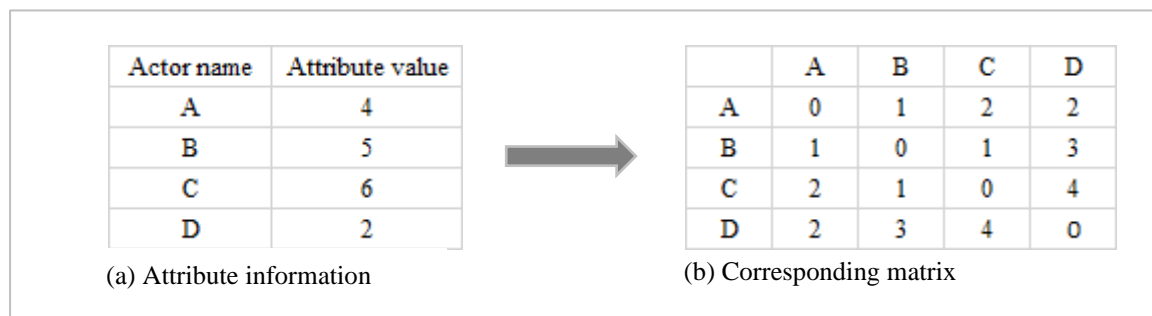 Actor name Attribute value
A 4
B 5
C 6
D 2
(a) Attribute information
A B C D
A 0 1 2 2
B 1 0 1 3
C 2 1 0 4
D 2 3 4 0
(b) Corresponding matrix